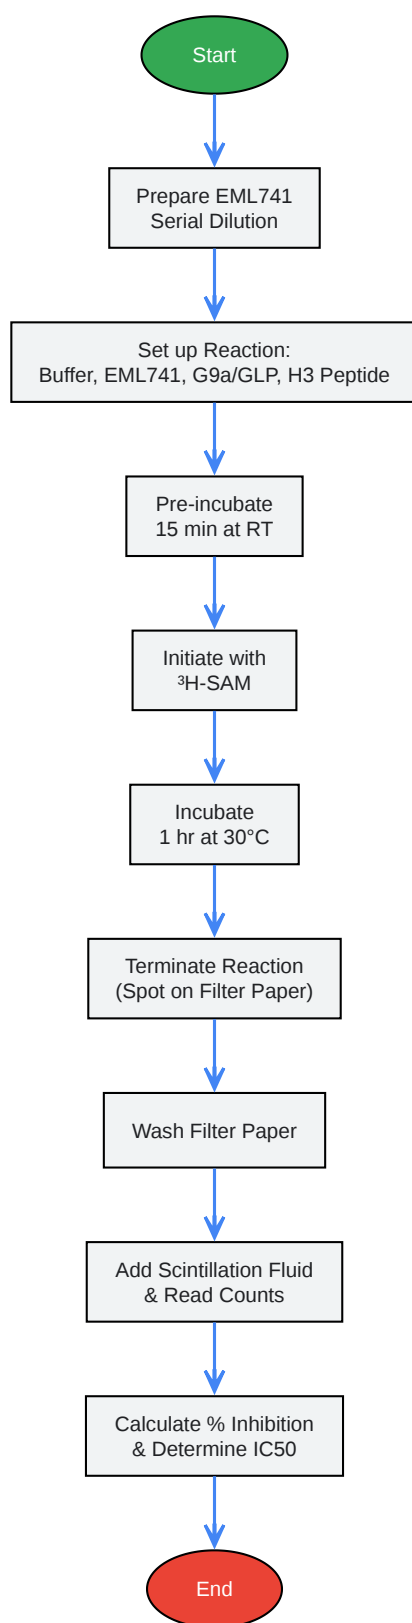 Start
Prepare EML741
Serial Dilution
Set up Reaction:
Buffer, EML741, G9a/GLP, H3 Peptide
Pre-incubate
15 min at RT
Initiate with
³H-SAM
Incubate
1 hr at 30°C
Terminate Reaction
(Spot on Filter Paper)
Wash Filter Paper
Add Scintillation Fluid
& Read Counts
Calculate % Inhibition
& Determine IC50
End